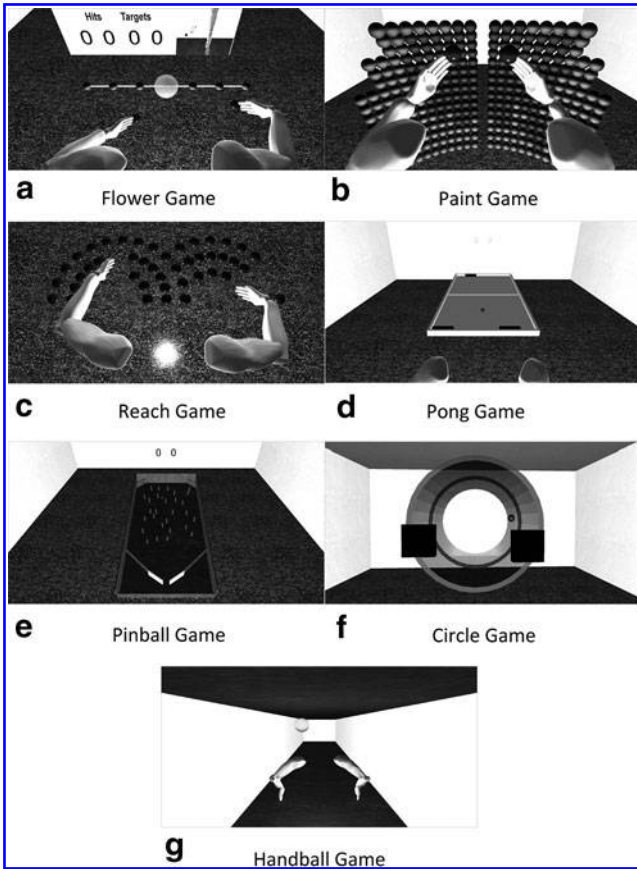 Hits Targets
0 0 0 0
a Flower Game
b Paint Game
c Reach Game
d Pong Game
0 0
e Pinball Game
f Circle Game
g Handball Game